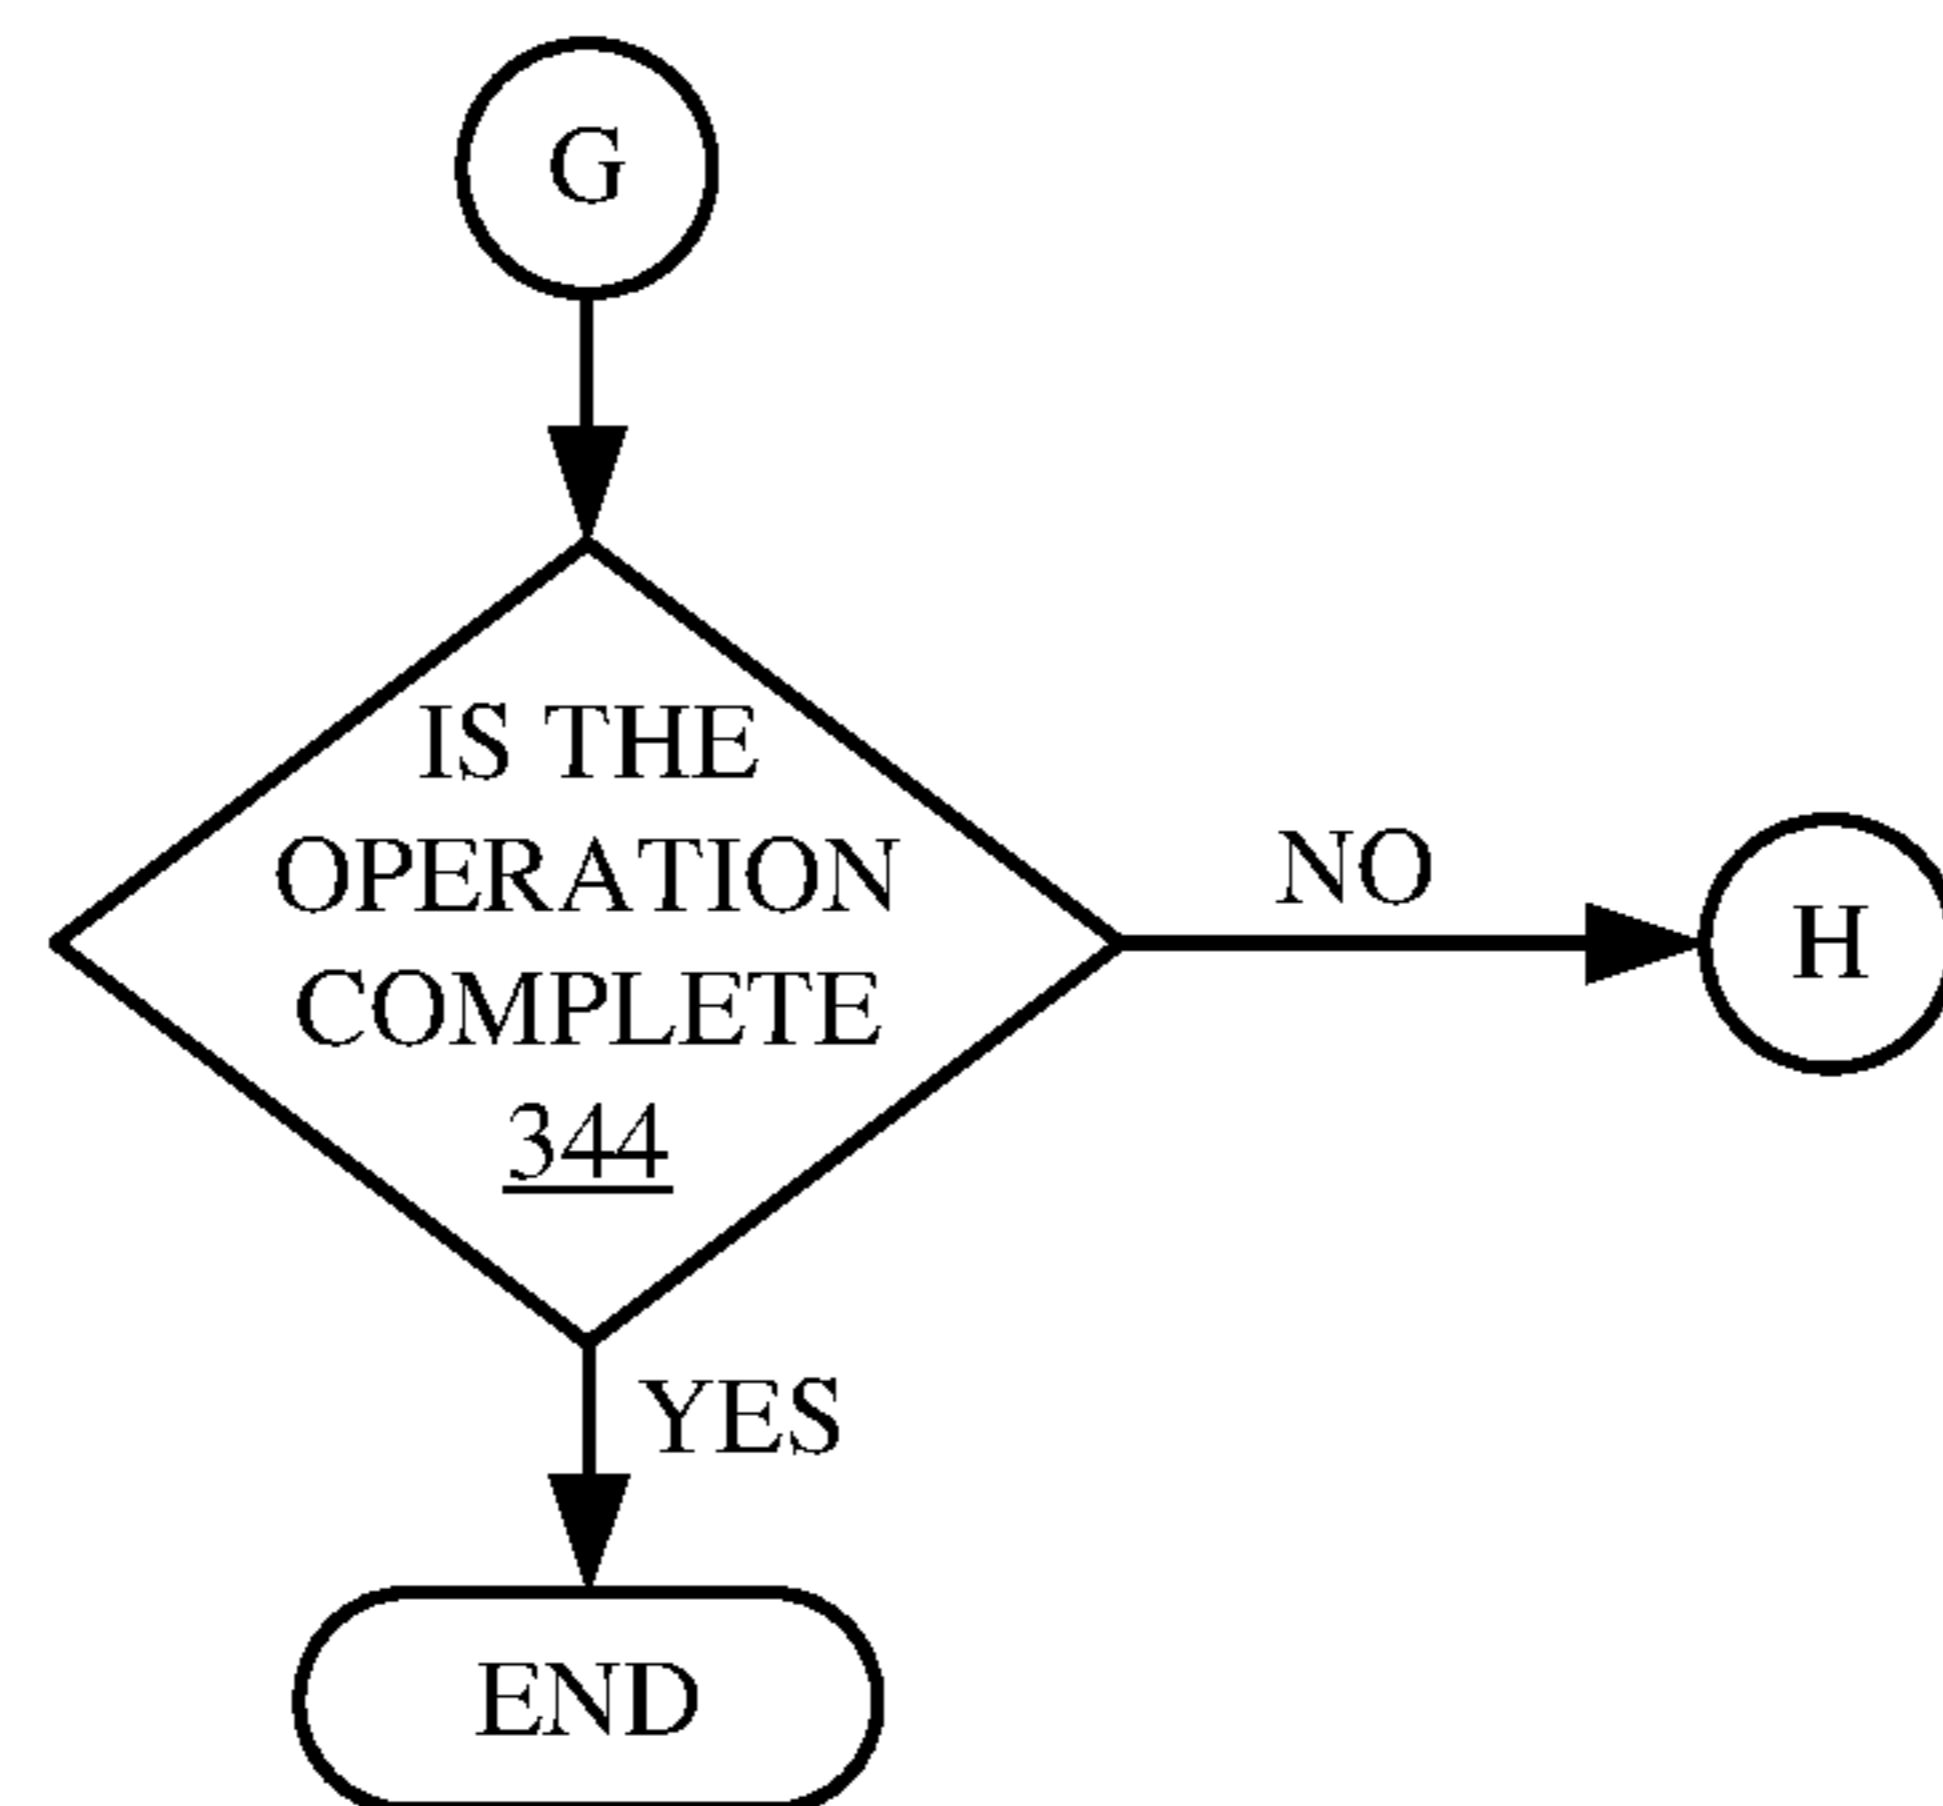 G
IS THE
OPERATION
COMPLETE
344
NO
H
YES
END